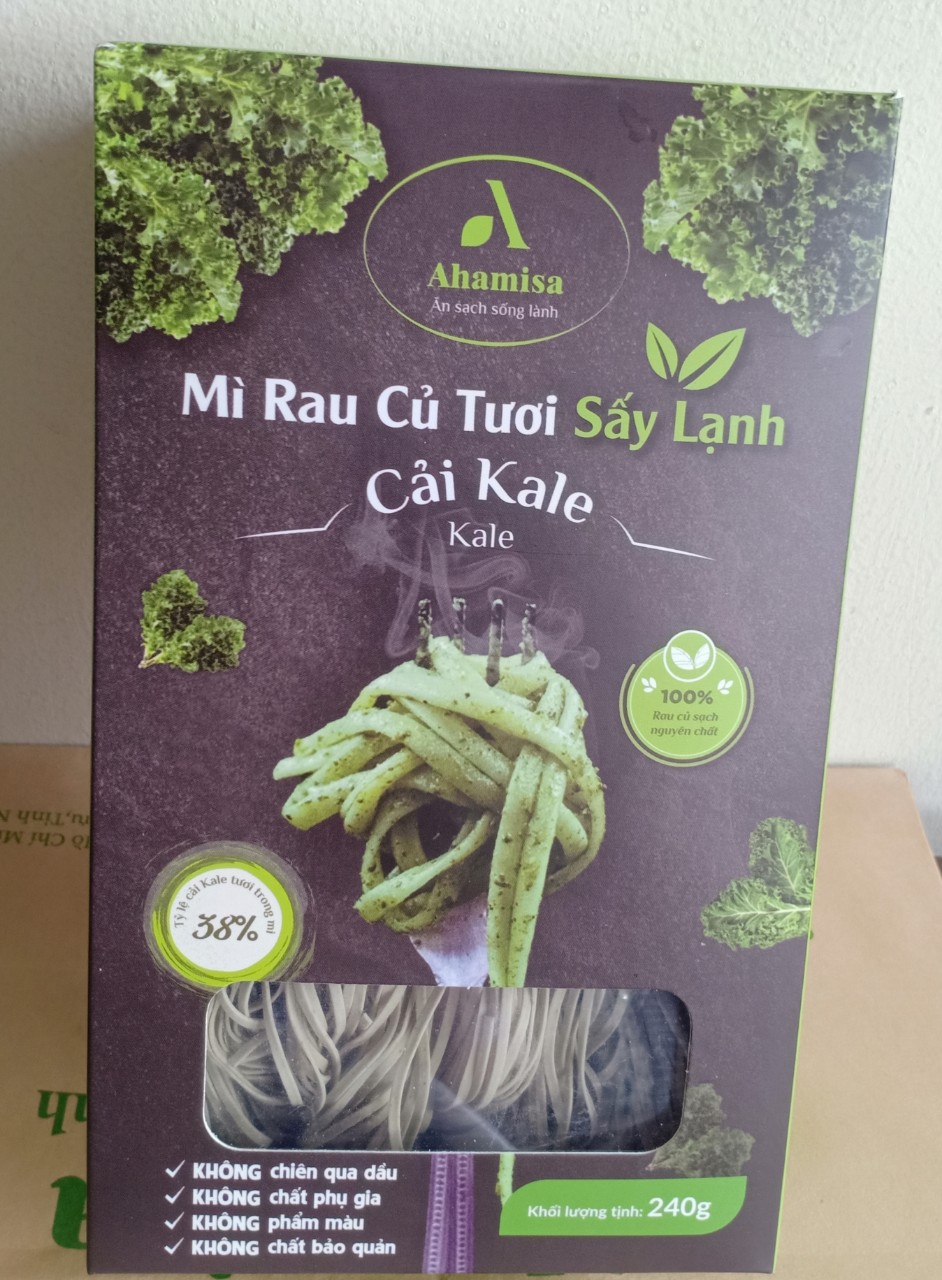 Ahamisa
Ăn sạch sống lành
Mì Rau Củ Tươi Sấy Lạnh
Cải Kale
Kale
100%
Rau củ sạch
nguyên chất
Tỷ lệ cải Kale tươi trong mì
38%
✓ KHÔNG chiên qua dầu
✓ KHÔNG chất phụ gia
✓ KHÔNG phẩm màu
✓ KHÔNG chất bảo quản
Khối lượng tịnh: 240g